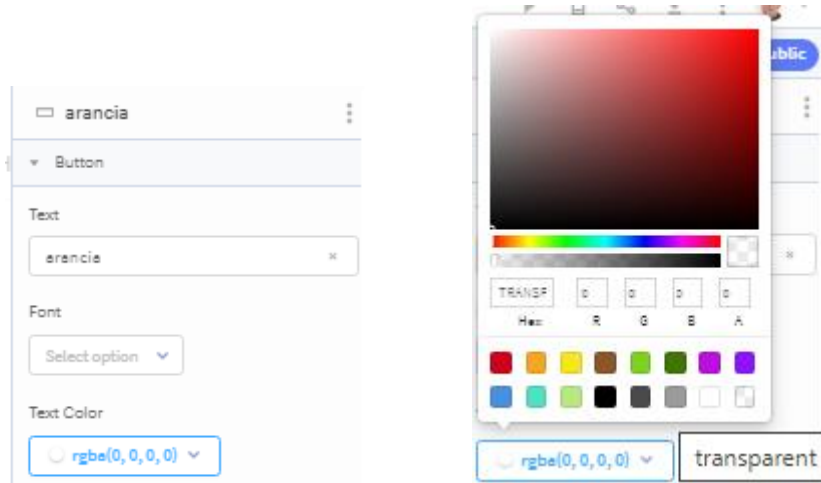 arancia
Button
Text
arancia
Font
Select option
Text Color
rgba(0, 0, 0, 0)
ublic
TRANSF 0 0 0 0
Hex R G B A
rgba(0, 0, 0, 0)
transparent